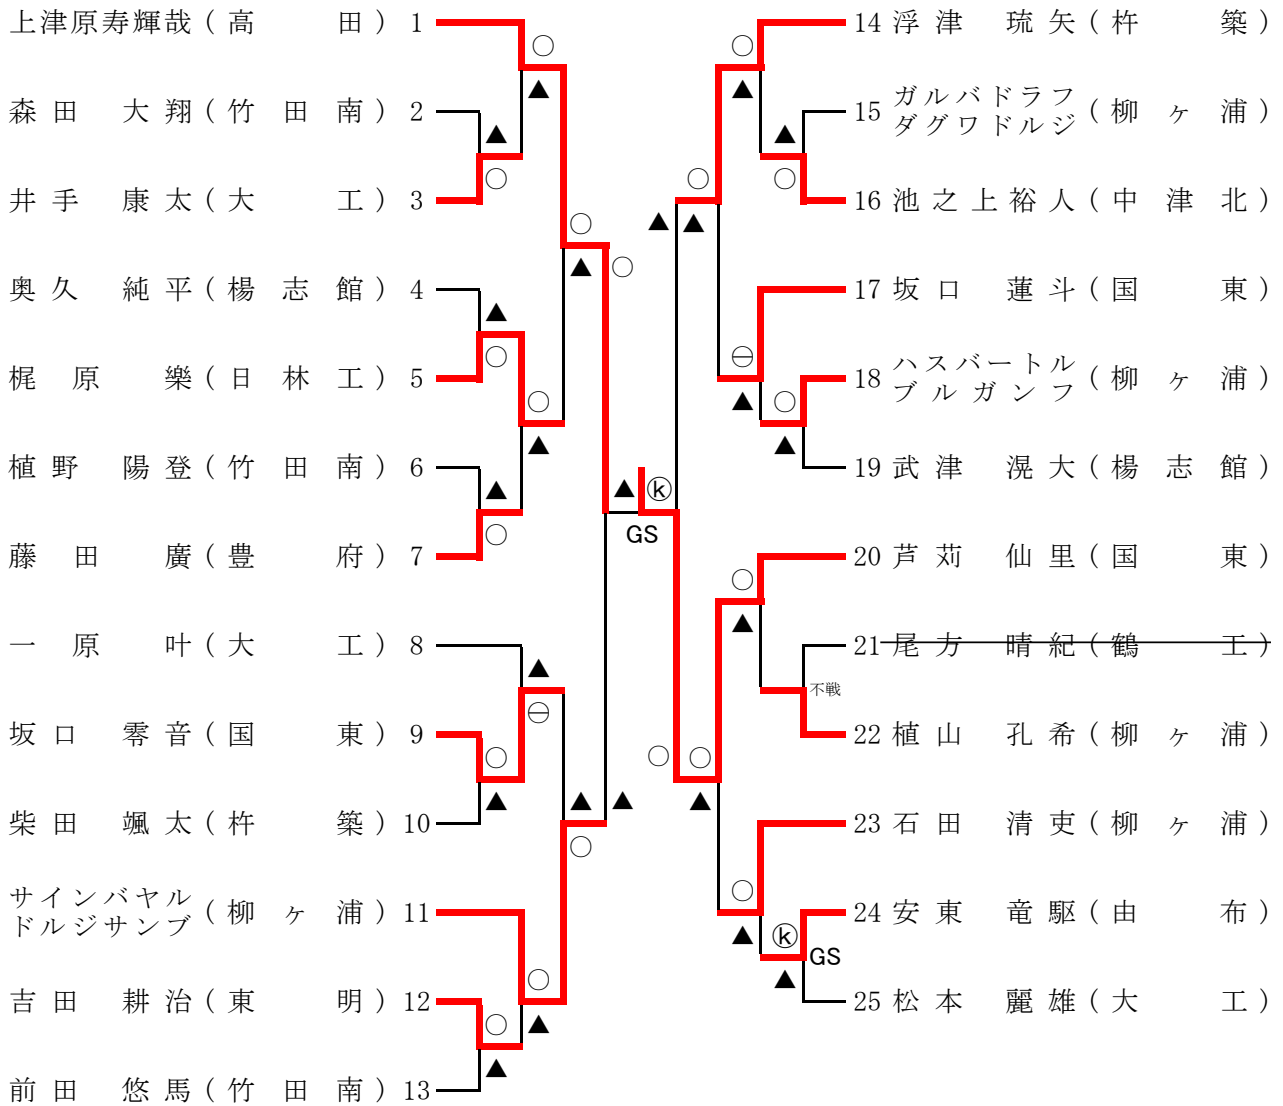 上津原寿輝哉（高田）1
森田 大翔（竹田南）2
井手 康太（大工）3
奥久 純平（楊志館）4
梶原 樂（日林工）5
植野 陽登（竹田南）6
藤田 廣（豊府）7
一原 叶（大工）8
坂口 零音（国東）9
柴田 颯太（杵築）10
サインバヤル
ドルジサンブ（柳ヶ浦）11
吉田 耕治（東明）12
前田 悠馬（竹田南）13
ⓚ
GS
14 浮津 琉矢（杵築）
15 ガルバドラフ
ダグワドルジ（柳ヶ浦）
16 池之上裕人（中津北）
17 坂口 蓮斗（国東）
18 ハスバートル
ブルガンフ（柳ヶ浦）
19 武津 滉大（楊志館）
20 芦苅 仙里（国東）
21 尾方 晴紀（鶴工）
不戦
22 植山 孔希（柳ヶ浦）
23 石田 清吏（柳ヶ浦）
24 安東 竜駆（由布）
ⓚ
GS
25 松本 麗雄（大工）